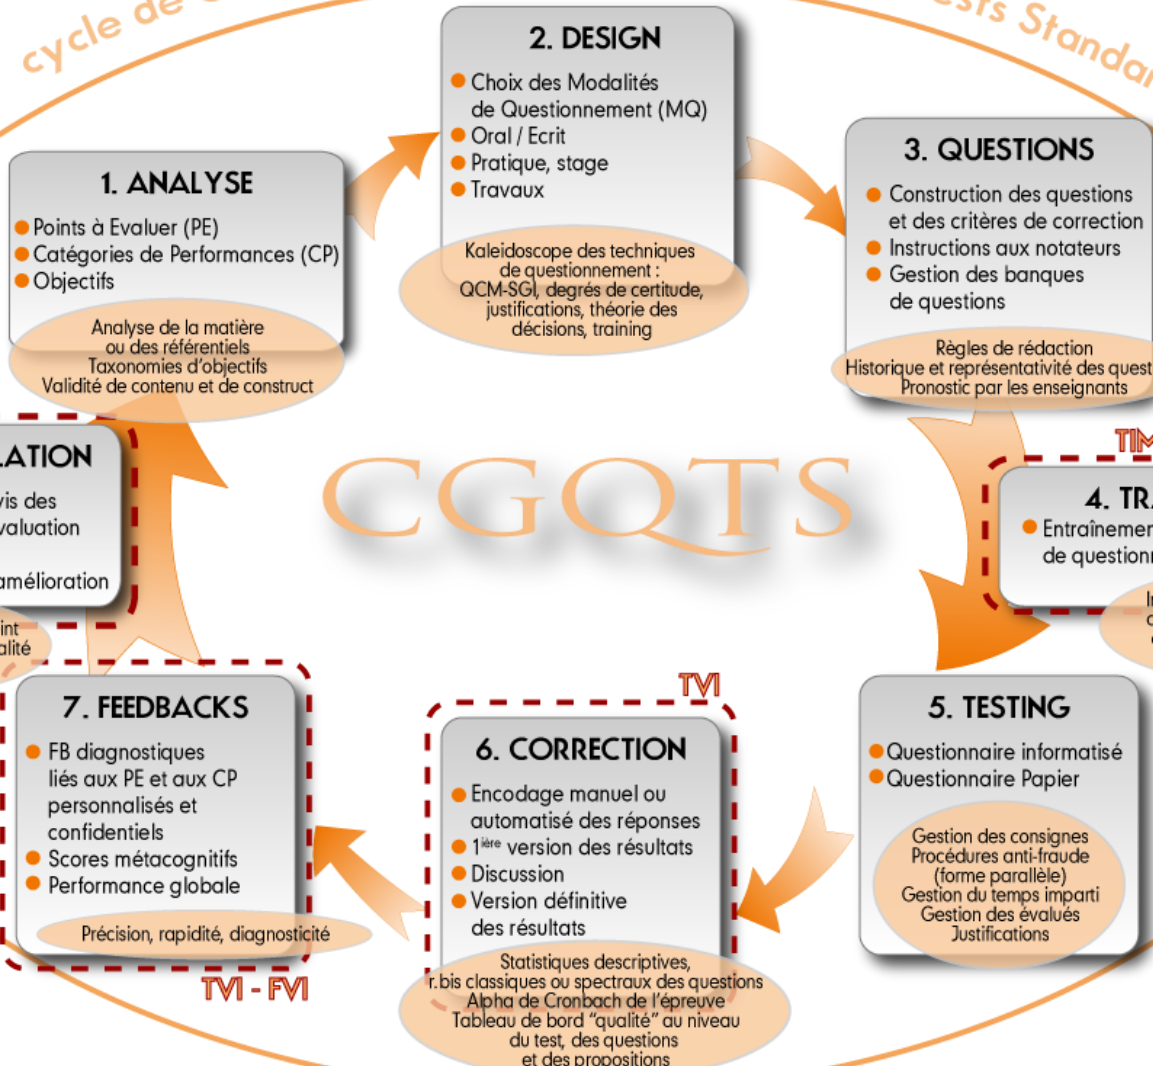 cycle de
ests Standar
2. DESIGN
Choix des Modalités
de Questionnement (MQ)
Oral / Ecrit
Pratique, stage
Travaux
Kaleidoscope des techniques
de questionnement :
QCM-SGI, degrés de certitude,
justifications, théorie des
décisions, training
3. QUESTIONS
Construction des questions
et des critères de correction
Instructions aux notateurs
Gestion des banques
de questions
Règles de rédaction
Historique et représentativité des quest
Pronostic par les enseignants
1. ANALYSE
Points à Evaluer (PE)
Catégories de Performances (CP)
Objectifs
Analyse de la matière
ou des référentiels
Taxonomies d'objectifs
Validité de contenu et de construct
LATION
vis des
valuation
amélioration
int
alité
CGQTS
TIM
4. TRA
Entraînemen
de questionn
5. TESTING
Questionnaire informatisé
Questionnaire Papier
Gestion des consignes
Procédures anti-fraude
(forme parallèle)
Gestion du temps imparti
Gestion des évalués
Justifications
TVI
6. CORRECTION
Encodage manuel ou
automatisé des réponses
1ière version des résultats
Discussion
Version définitive
des résultats
Statistiques descriptives,
r.bis classiques ou spectraux des questions
Alpha de Cronbach de l'épreuve
Tableau de bord "qualité" au niveau
du test, des questions
et des propositions
7. FEEDBACKS
FB diagnostiques
liés aux PE et aux CP
personnalisés et
confidentiels
Scores métacognitifs
Performance globale
Précision, rapidité, diagnosticité
TVI - FVI